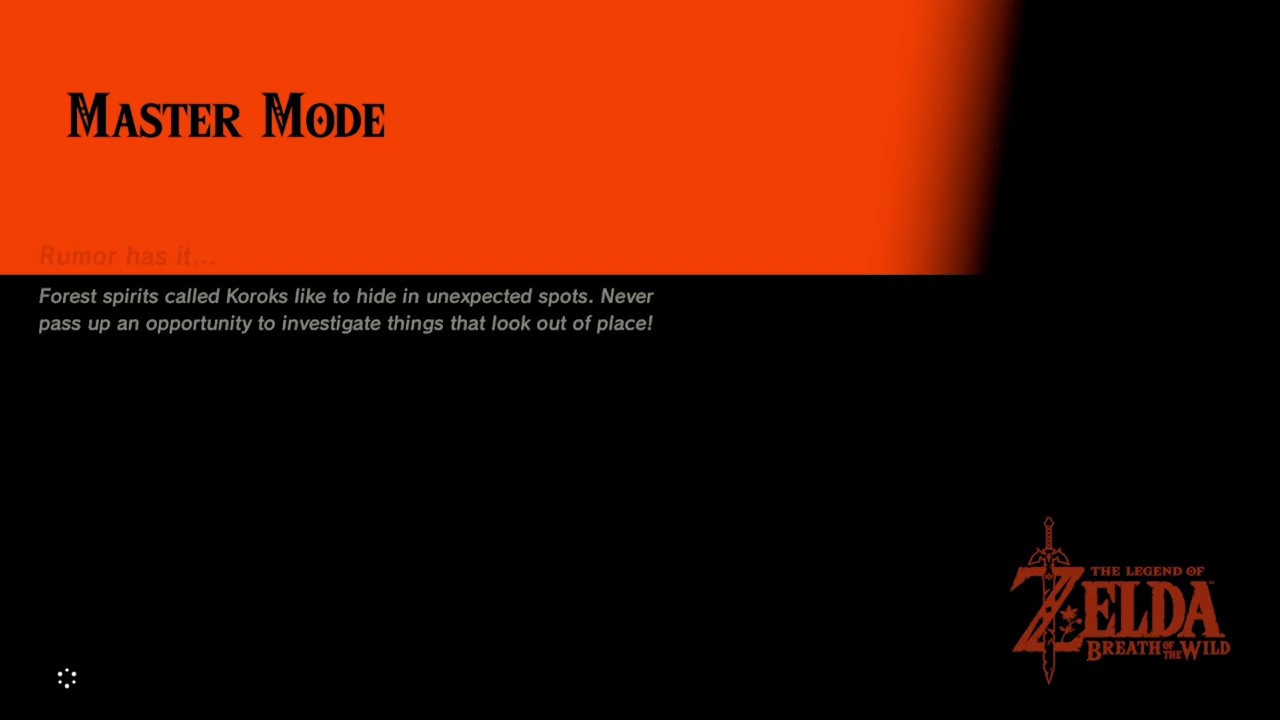 Master Mode
Rumor has it...
Forest spirits called Koroks like to hide in unexpected spots. Never
pass up an opportunity to investigate things that look out of place!
THE LEGEND OF
ZELDA
BREATH OF THE WILD